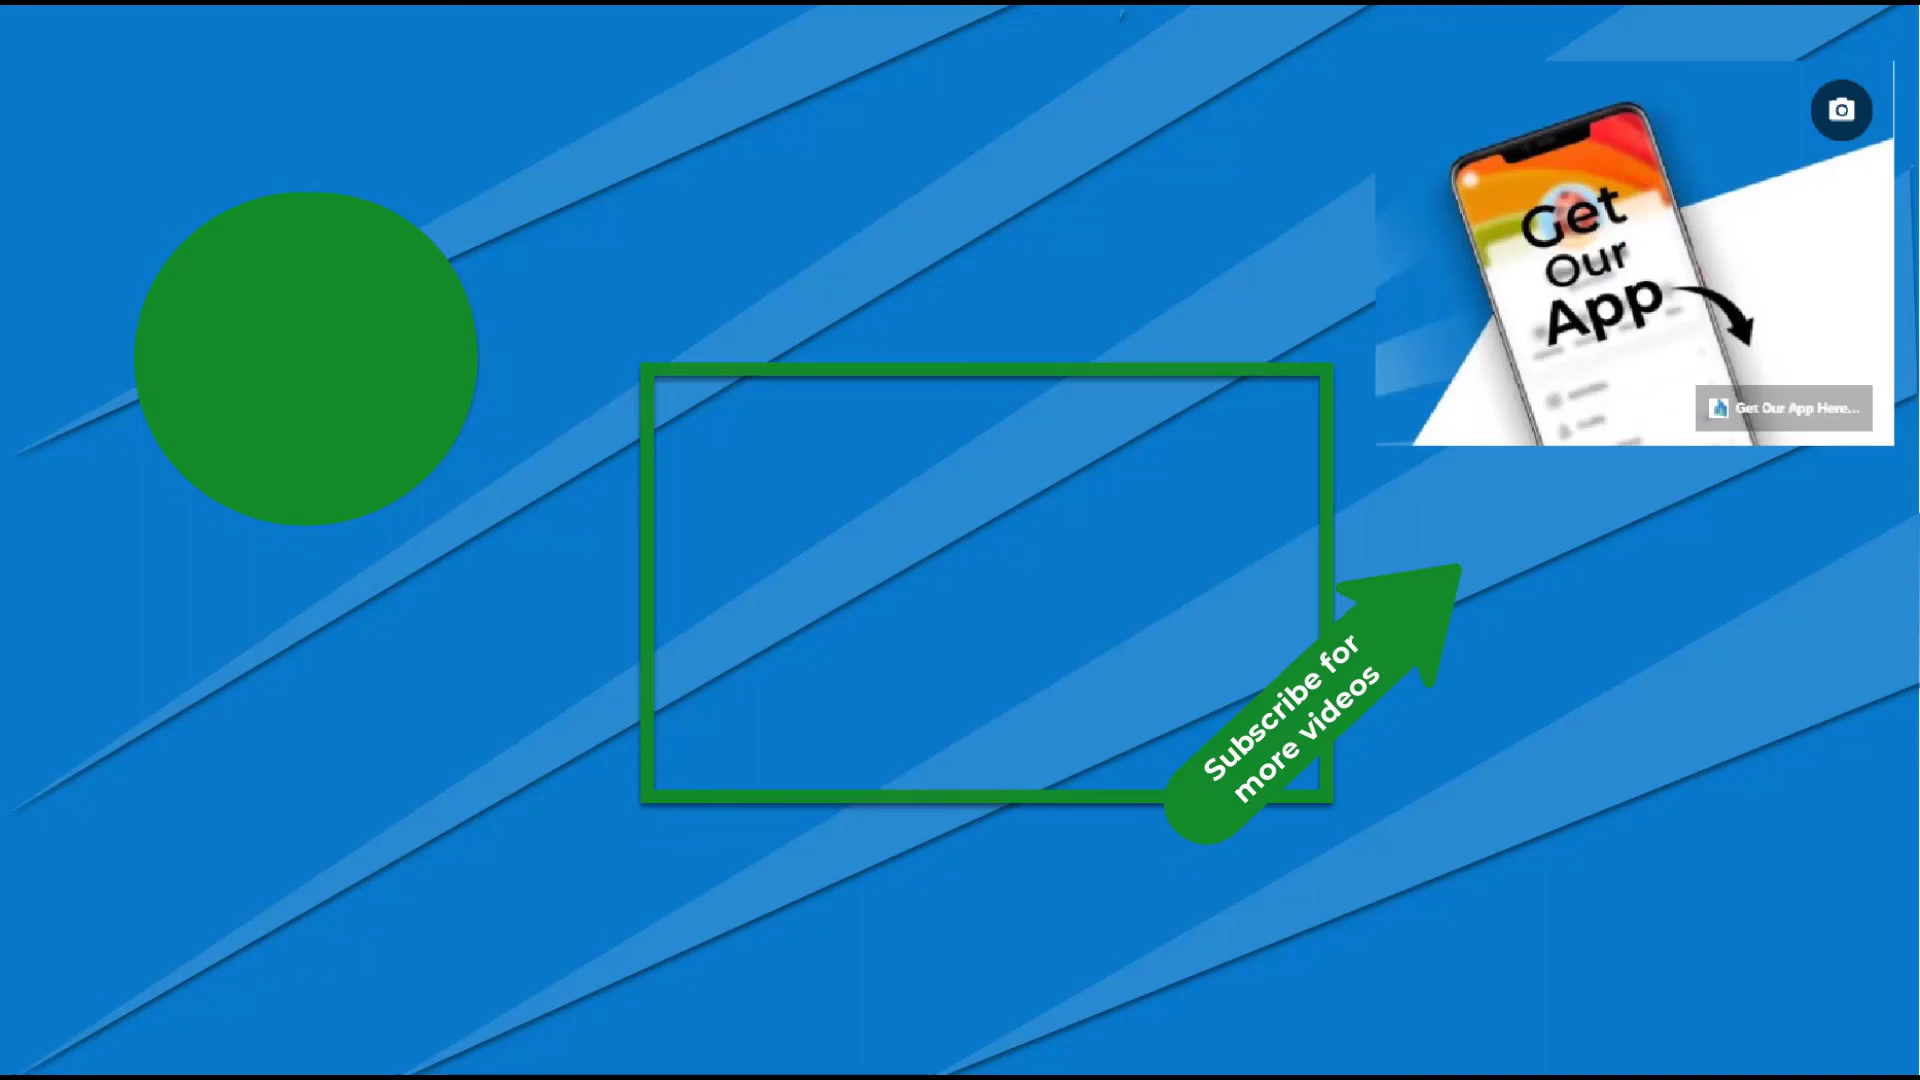 Get
Our
App
Get Our App Here...
Subscribe for
more videos